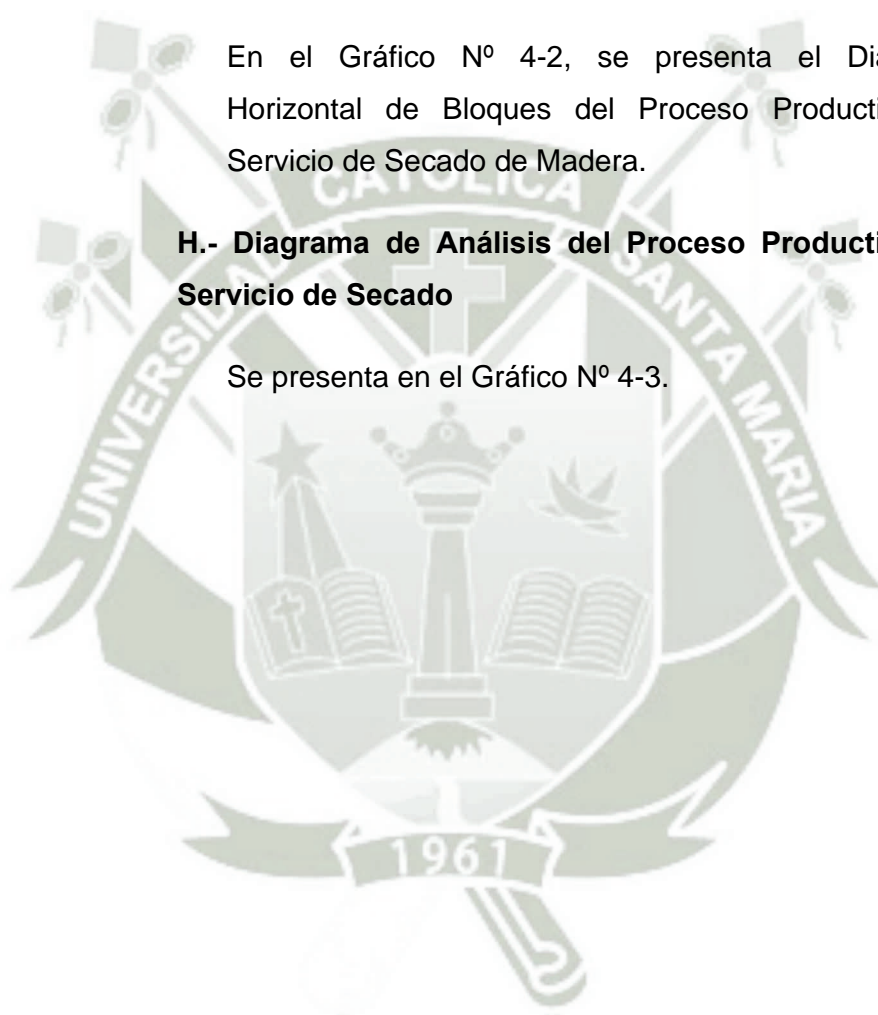 En el Gráfico Nº 4-2, se presenta el Dia
Horizontal de Bloques del Proceso Producti
Servicio de Secado de Madera.
H.- Diagrama de Análisis del Proceso Producti
Servicio de Secado
Se presenta en el Gráfico Nº 4-3.
UNIVERSIDAD CATOLICA SANTA MARIA
1961